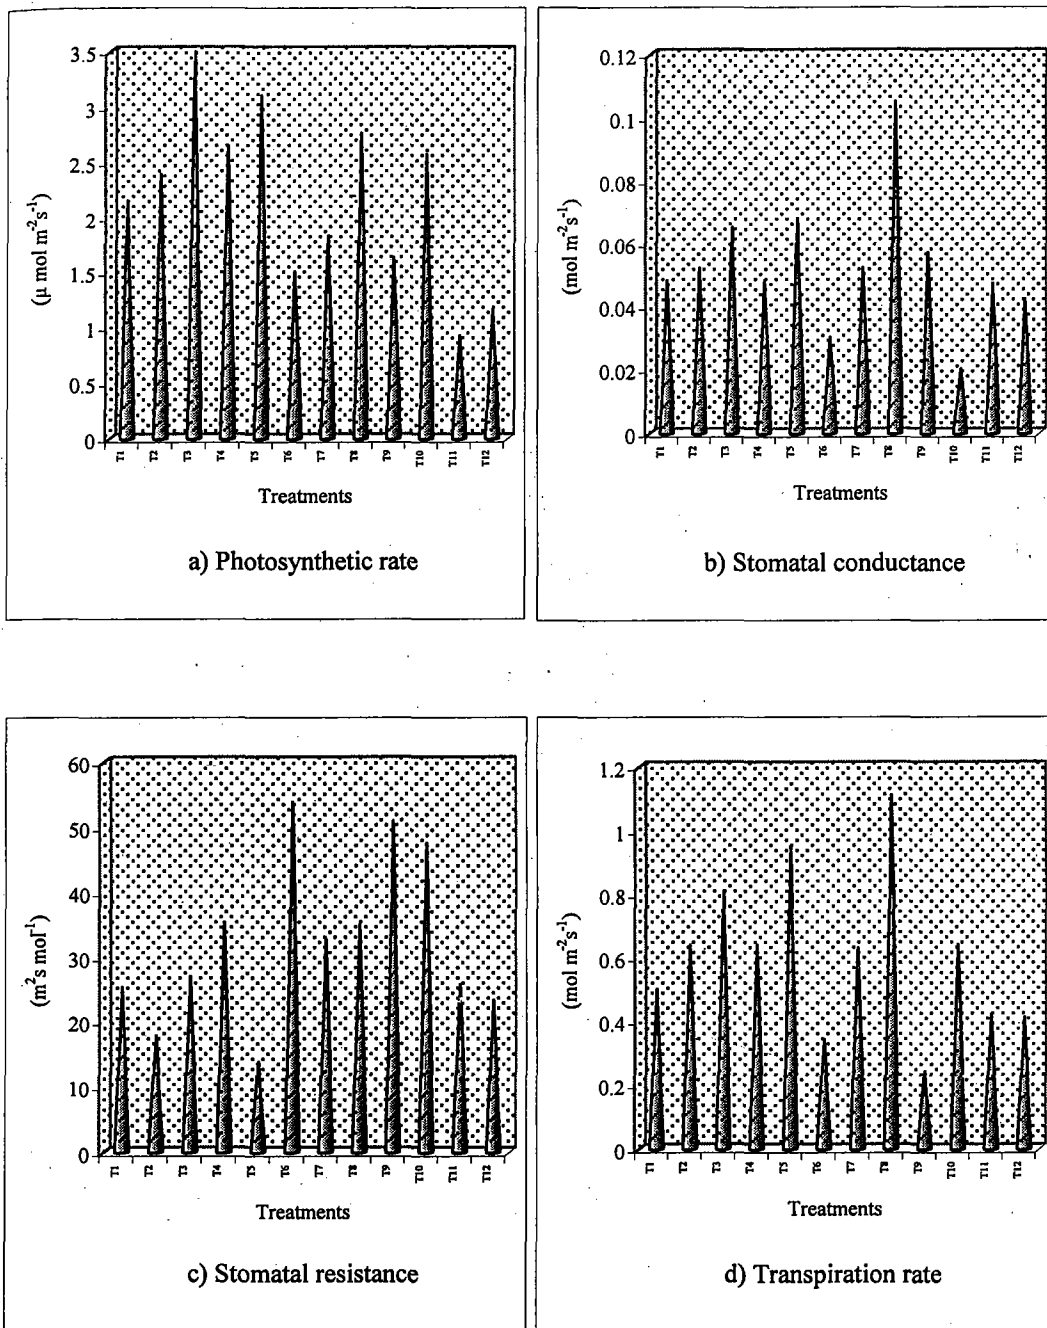 3.5
3
2.5
2
1.5
1
0.5
0
(µ mol m⁻²s⁻¹)
T1 T2 T3 T4 T5 T6 T7 T8 T9 T10 T11 T12
Treatments
a) Photosynthetic rate
0.12
0.1
0.08
0.06
0.04
0.02
0
(mol m⁻²s⁻¹)
T1 T2 T3 T4 T5 T6 T7 T8 T9 T10 T11 T12
Treatments
b) Stomatal conductance
60
50
40
30
20
10
0
(m²s mol⁻¹)
T1 T2 T3 T4 T5 T6 T7 T8 T9 T10 T11 T12
Treatments
c) Stomatal resistance
1.2
1
0.8
0.6
0.4
0.2
0
(mol m⁻²s⁻¹)
T1 T2 T3 T4 T5 T6 T7 T8 T9 T10 T11 T12
Treatments
d) Transpiration rate